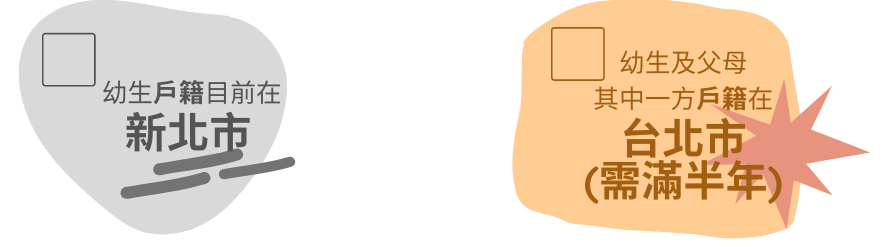 幼生戶籍目前在
新北市
幼生及父母
其中一方戶籍在
台北市
(需滿半年)